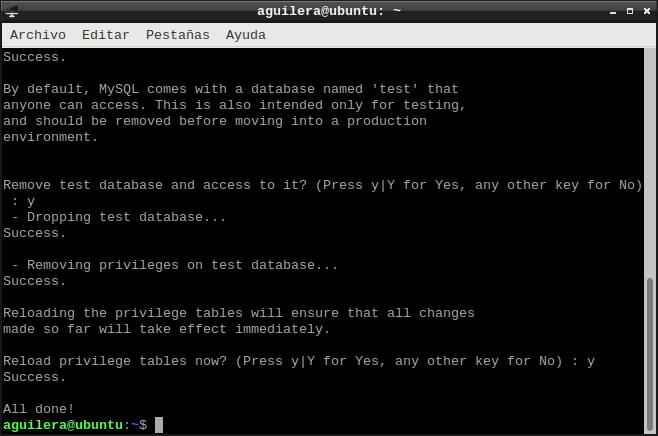 aguilera@ubuntu: ~
Archivo Editar Pestañas Ayuda
Success.
By default, MySQL comes with a database named 'test' that
anyone can access. This is also intended only for testing,
and should be removed before moving into a production
environment.
Remove test database and access to it? (Press y|Y for Yes, any other key for No)
 : y
 - Dropping test database...
Success.
 - Removing privileges on test database...
Success.
Reloading the privilege tables will ensure that all changes
made so far will take effect immediately.
Reload privilege tables now? (Press y|Y for Yes, any other key for No) : y
Success.
All done!
aguilera@ubuntu:~$